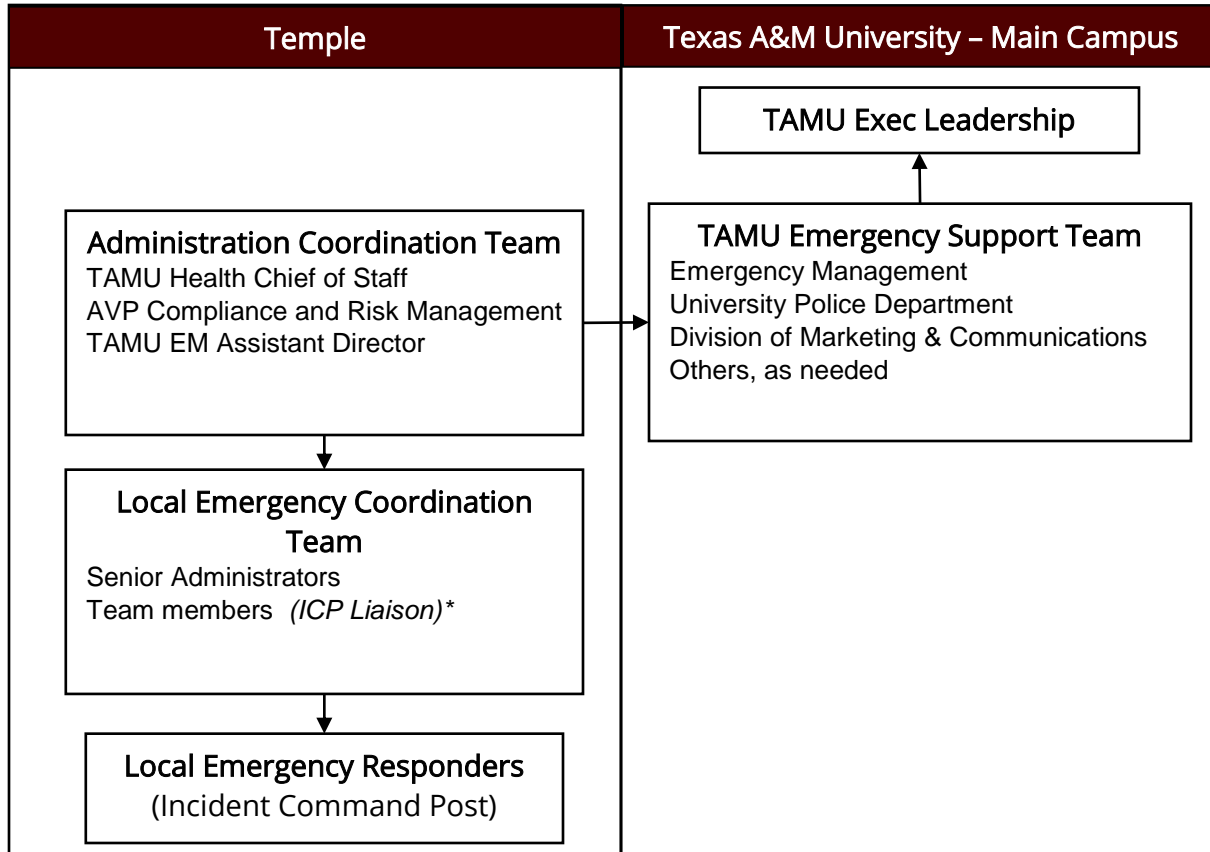 Temple
Texas A&M University – Main Campus
TAMU Exec Leadership
Administration Coordination Team
TAMU Health Chief of Staff
AVP Compliance and Risk Management
TAMU EM Assistant Director
TAMU Emergency Support Team
Emergency Management
University Police Department
Division of Marketing & Communications
Others, as needed
Local Emergency Coordination
Team
Senior Administrators
Team members (ICP Liaison)*
Local Emergency Responders
(Incident Command Post)